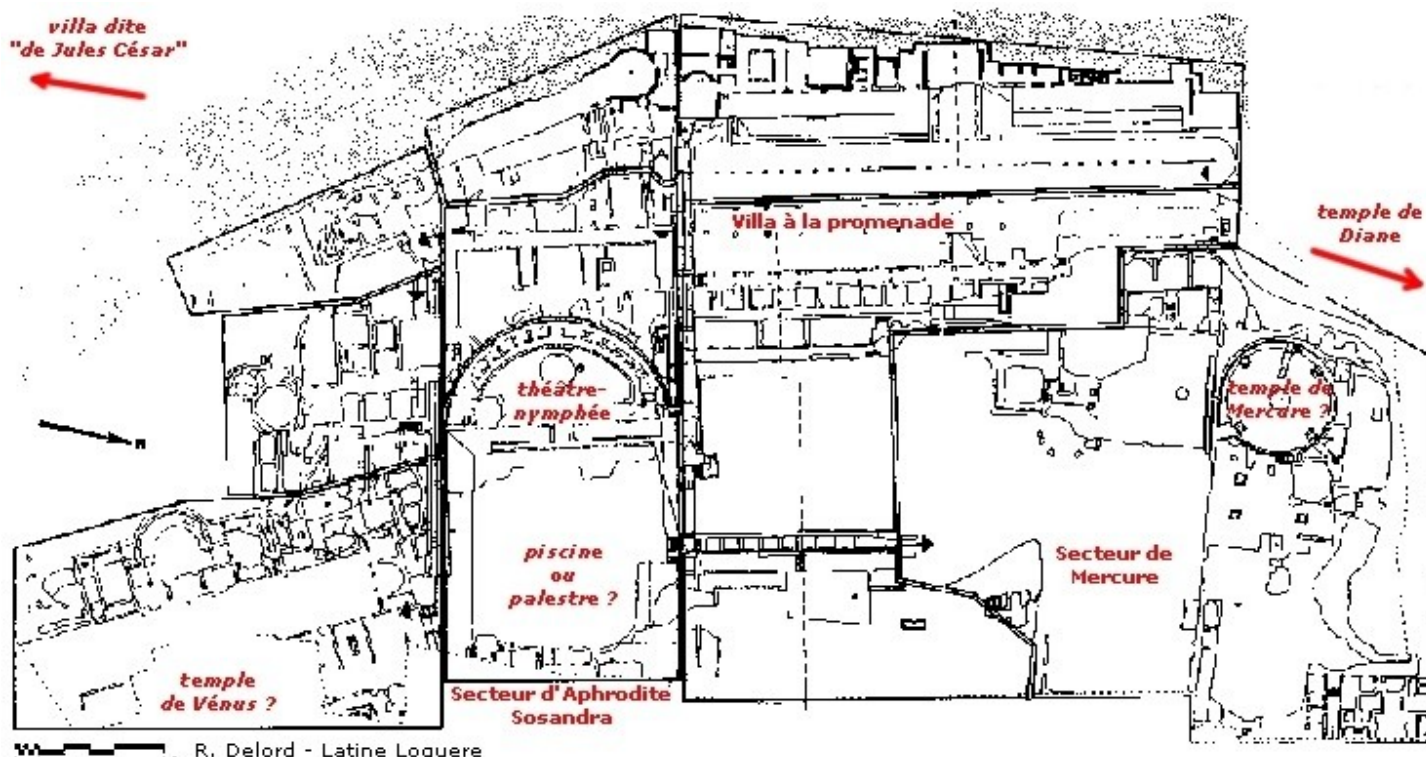 villa dite
"de Jules César"
Villa à la promenade
temple de
Diane
théâtre-
nymphée
temple de
Mercure ?
piscine
ou
palestre ?
Secteur de
Mercure
temple
de Vénus ?
Secteur d'Aphrodite
Sosandra
R. Delord - Latine Loquere